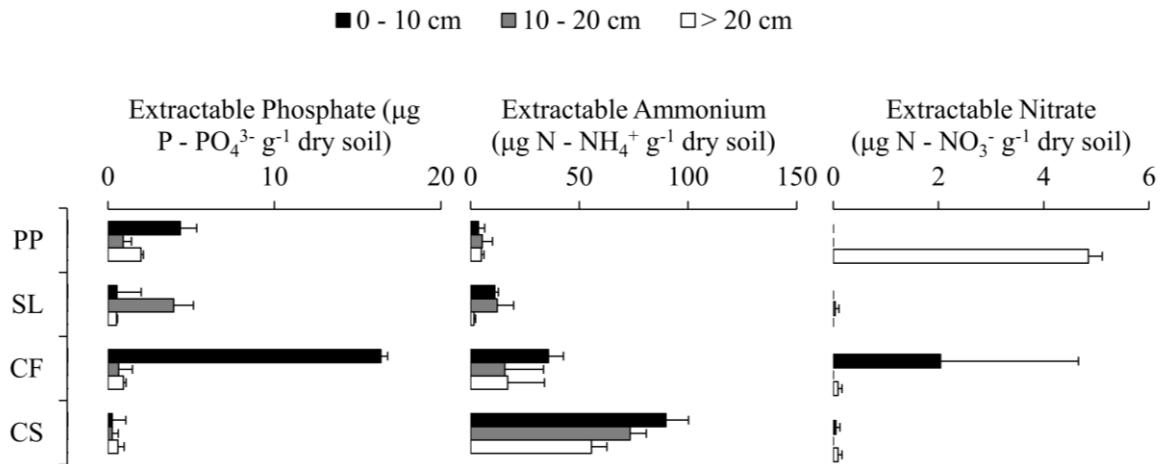 0 - 10 cm 10 - 20 cm > 20 cm
Extractable Phosphate (μg
P - PO₄³⁻ g⁻¹ dry soil)
0 10 20
Extractable Ammonium
(μg N - NH₄⁺ g⁻¹ dry soil)
0 50 100 150
Extractable Nitrate
(μg N - NO₃⁻ g⁻¹ dry soil)
0 2 4 6
PP
SL
CF
CS